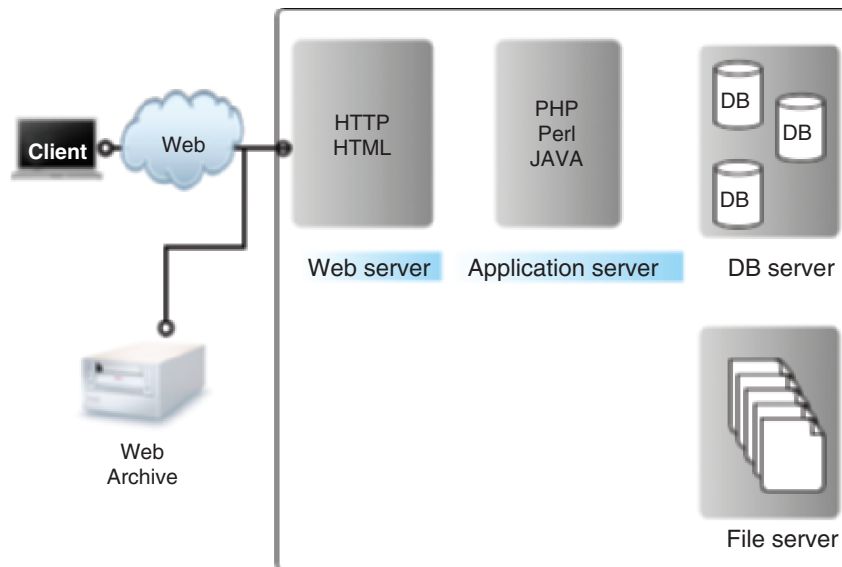 Client
Web
HTTP
HTML
PHP
Perl
JAVA
DB
DB
DB
Web server
Application server
DB server
Web
Archive
File server